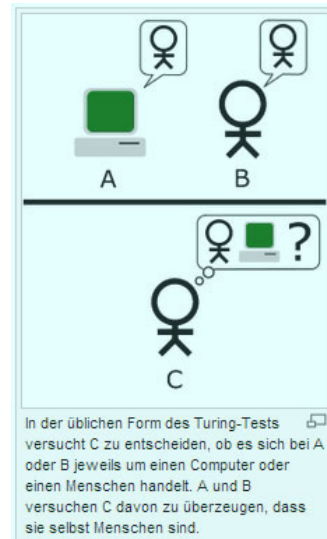 A B
?
C
In der üblichen Form des Turing-Tests
versucht C zu entscheiden, ob es sich bei A
oder B jeweils um einen Computer oder
einen Menschen handelt. A und B
versuchen C davon zu überzeugen, dass
sie selbst Menschen sind.